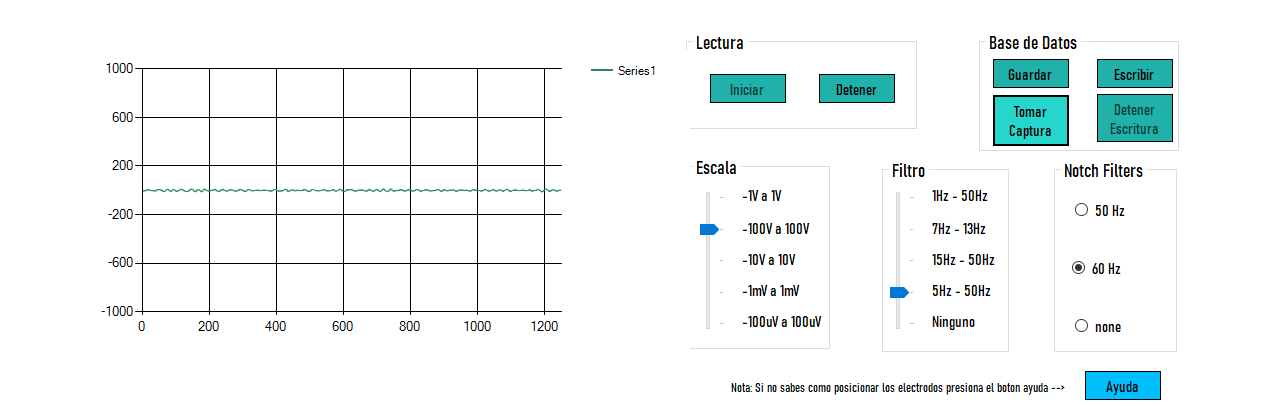 1000
600
200
-200
-600
-1000
0
200
400
600
800
1000
1200
Series1
Lectura
Iniciar
Detener
Base de Datos
Guardar
Escribir
Tomar
Captura
Detener
Escritura
Escala
-1V a 1V
-100V a 100V
-10V a 10V
-1mV a 1mV
-100uV a 100uV
Filtro
1Hz - 50Hz
7Hz - 13Hz
15Hz - 50Hz
5Hz - 50Hz
Ninguno
Notch Filters
50 Hz
60 Hz
none
Nota: Si no sabes como posicionar los electrodos presiona el boton ayuda -->
Ayuda